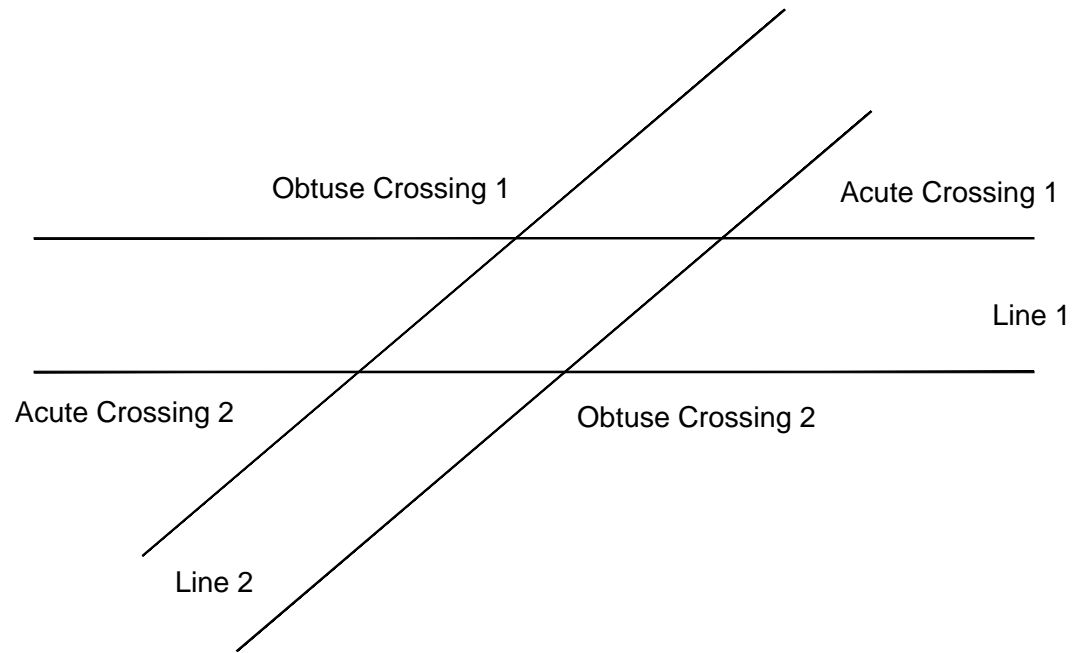 Obtuse Crossing 1
Acute Crossing 1
Line 1
Acute Crossing 2
Obtuse Crossing 2
Line 2